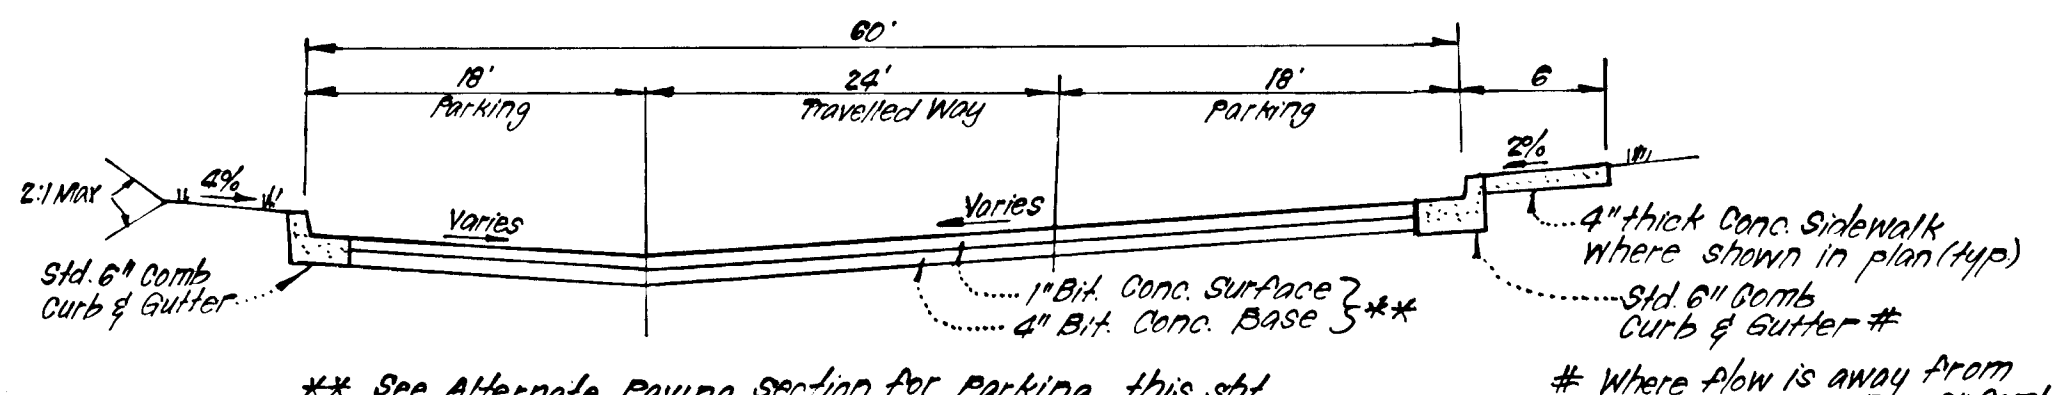 60'
18'
24'
18'
6
Parking
Travelled Way
Parking
2:1 Max
4%
2%
Varies
Varies
4" thick Conc. Sidewalk
where shown in plan (typ.)
Std. 6" Comb
Curb & Gutter
1" Bit. Conc. Surface
4" Bit. Conc. Base
**
Std. 6" Comb
Curb & Gutter #
** See Alternate Paving Section for Parking this sht
# Where flow is away from